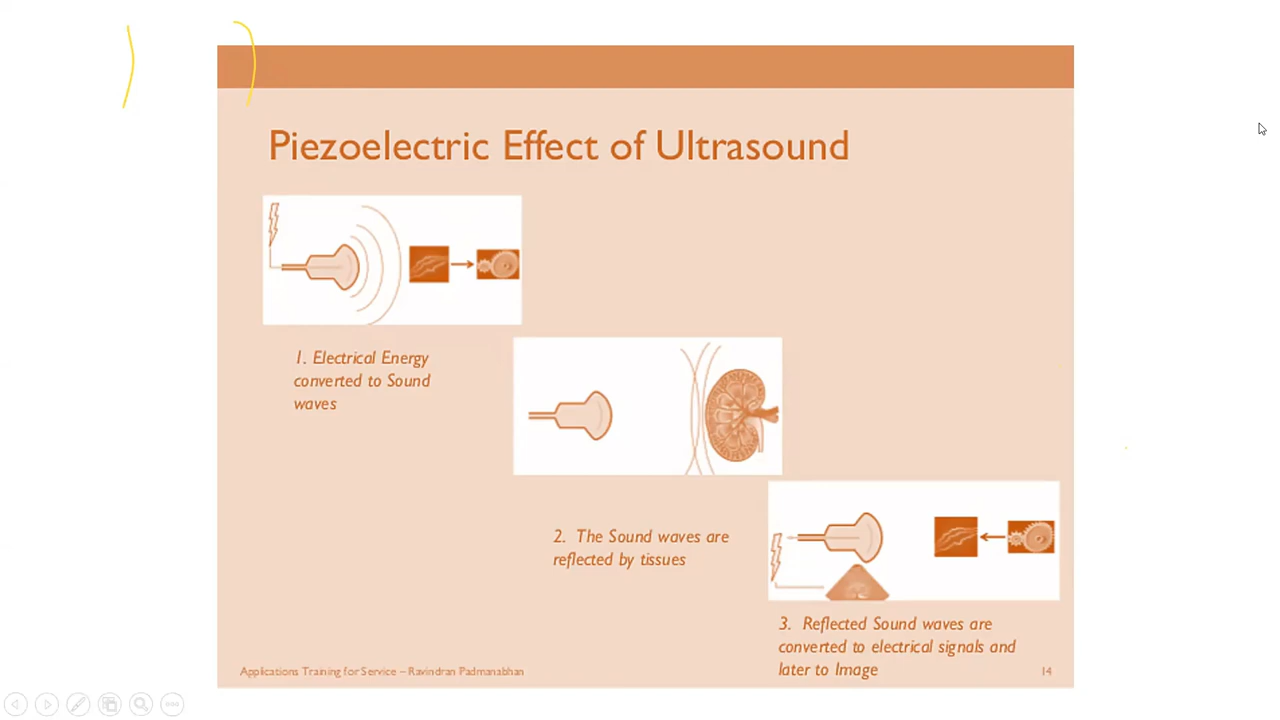 Piezoelectric Effect of Ultrasound
1. Electrical Energy
converted to Sound
waves
2. The Sound waves are
reflected by tissues
3. Reflected Sound waves are
converted to electrical signals and
later to Image
Applications Training for Service – Ravindran Padmanabhan
14